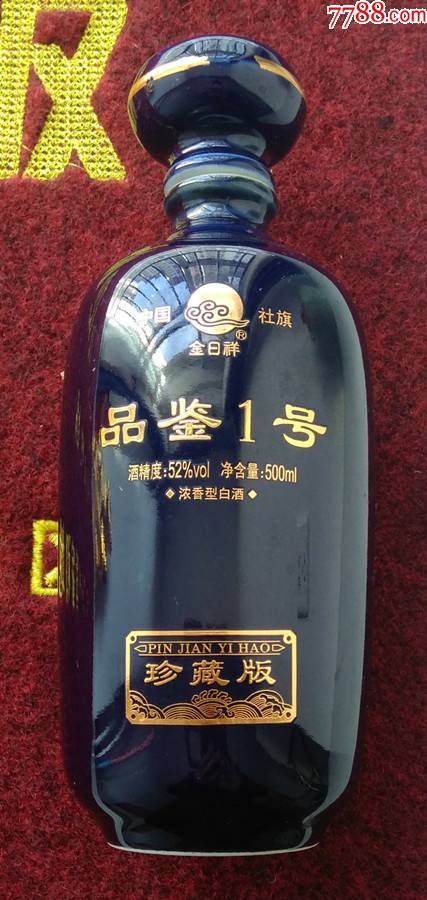 7788.com
中国 社旗
金日祥®
品鉴1号
酒精度:52%vol 净含量:500ml
浓香型白酒
PIN JIAN YI HAO
珍藏版